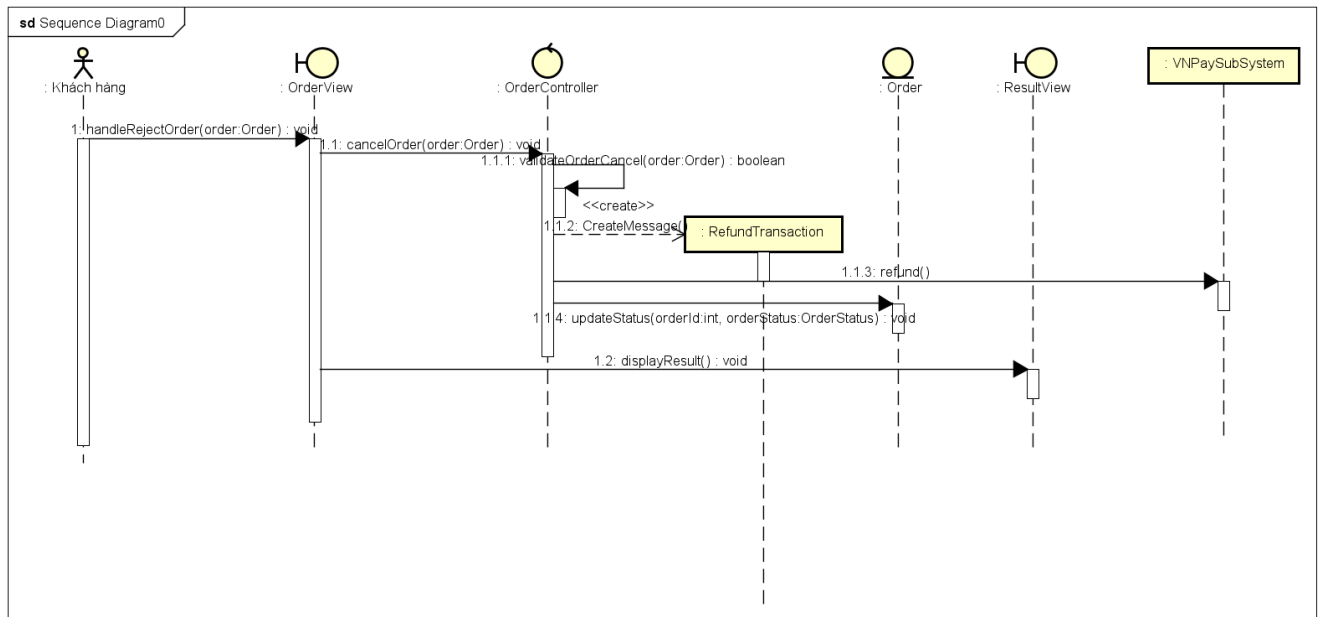 sd Sequence Diagram0
: Khách hàng
: OrderView
: OrderController
: Order
: ResultView
: VNPaySubSystem
1: handleRejectOrder(order:Order) : void
1.1: cancelOrder(order:Order) : void
1.1.1: validateOrderCancel(order:Order) : boolean
<<create>>
1.1.2: CreateMessage()
: RefundTransaction
1.1.3: refund()
1.1.4: updateStatus(orderId:int, orderStatus:OrderStatus) : void
1.2: displayResult() : void